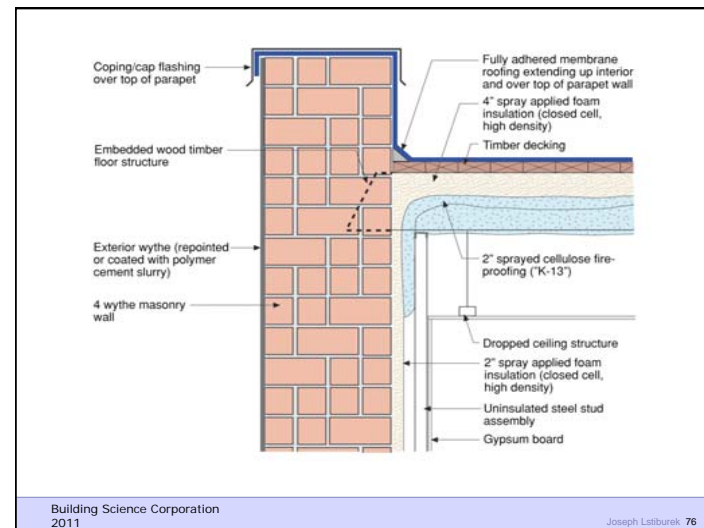 Coping/cap flashing
over top of parapet
Embedded wood timber
floor structure
Exterior wythe (repointed
or coated with polymer
cement slurry)
4 wythe masonry
wall
Fully adhered membrane
roofing extending up interior
and over top of parapet wall
4" spray applied foam
insulation (closed cell,
high density)
Timber decking
2" sprayed cellulose fire-
proofing ("K-13")
Dropped ceiling structure
2" spray applied foam
insulation (closed cell,
high density)
Uninsulated steel stud
assembly
Gypsum board
Building Science Corporation
2011
Joseph Lstiburek 76